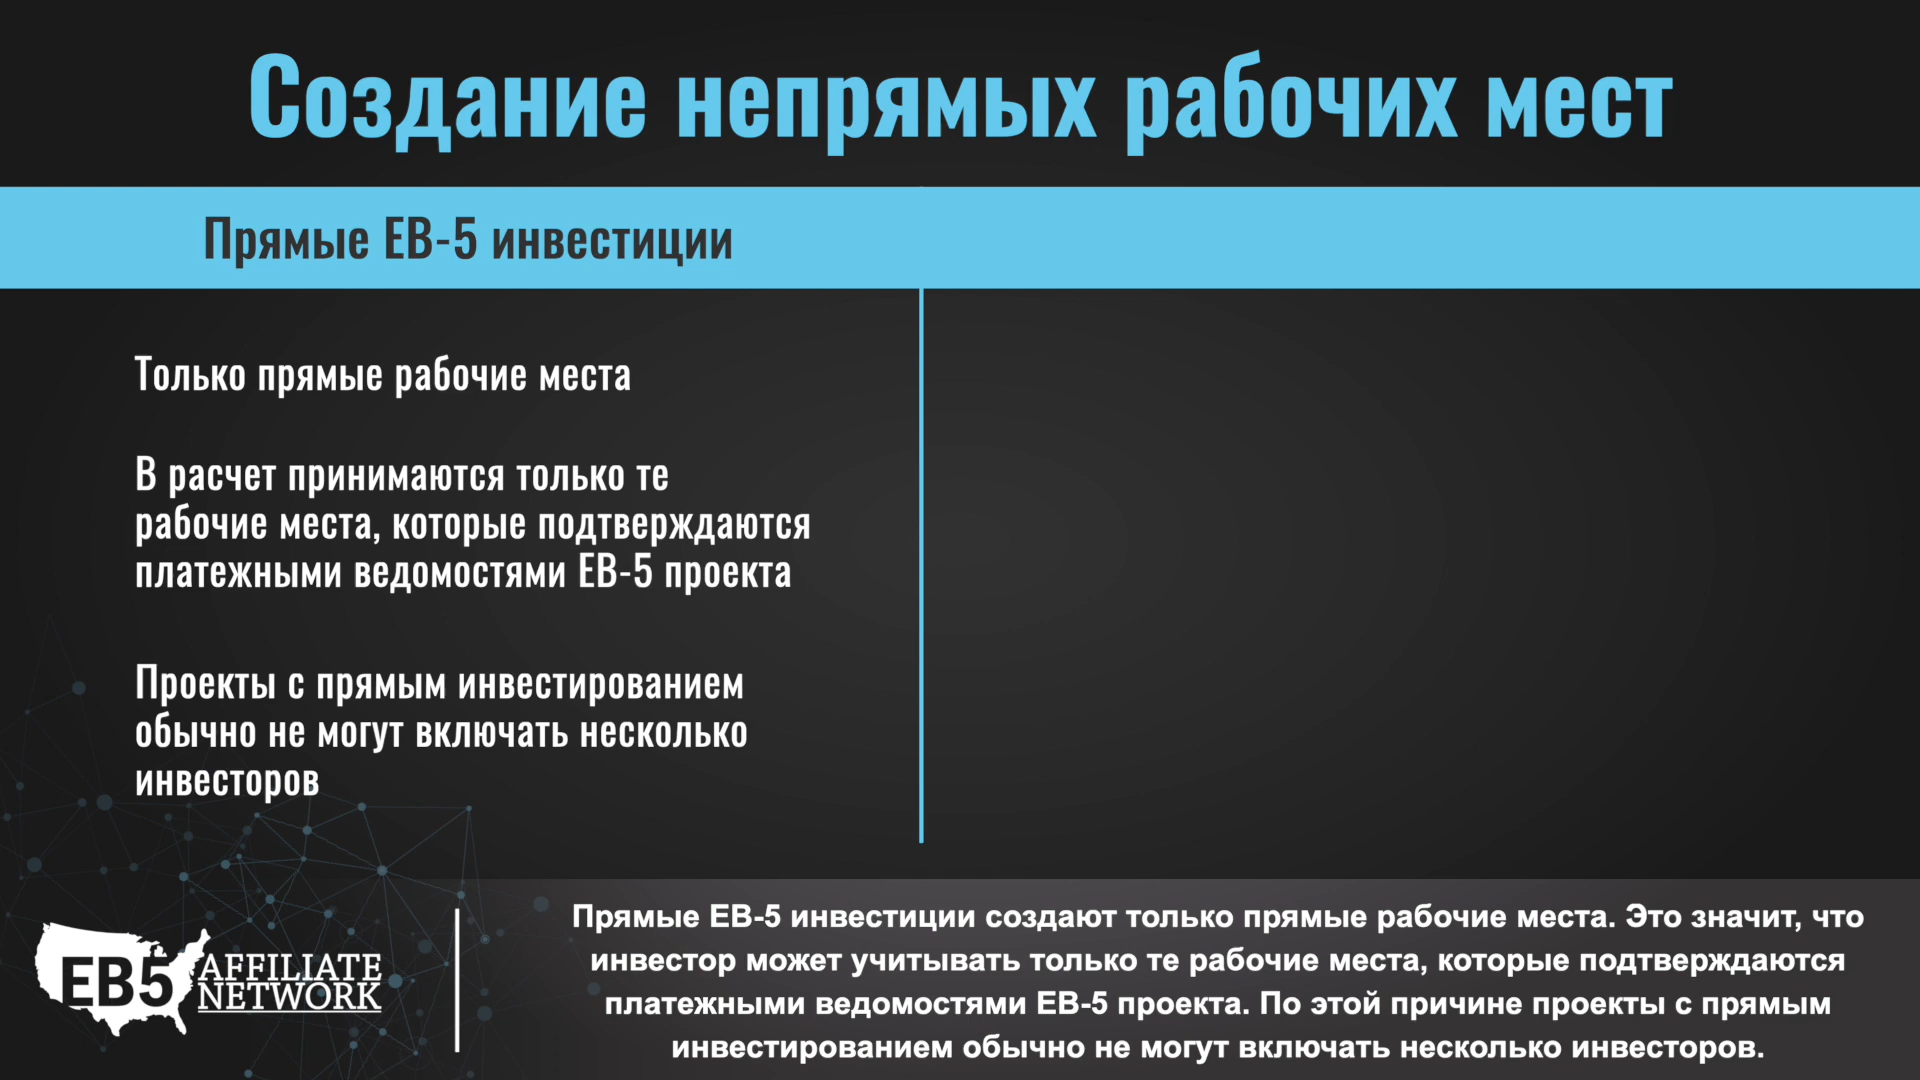 Создание непрямых рабочих мест
Прямые EB-5 инвестиции
Только прямые рабочие места
В расчет принимаются только те
рабочие места, которые подтверждаются
платежными ведомостями EB-5 проекта
Проекты с прямым инвестированием
обычно не могут включать несколько
инвесторов
EB5 AFFILIATE
NETWORK
Прямые EB-5 инвестиции создают только прямые рабочие места. Это значит, что
инвестор может учитывать только те рабочие места, которые подтверждаются
платежными ведомостями EB-5 проекта. По этой причине проекты с прямым
инвестированием обычно не могут включать несколько инвесторов.